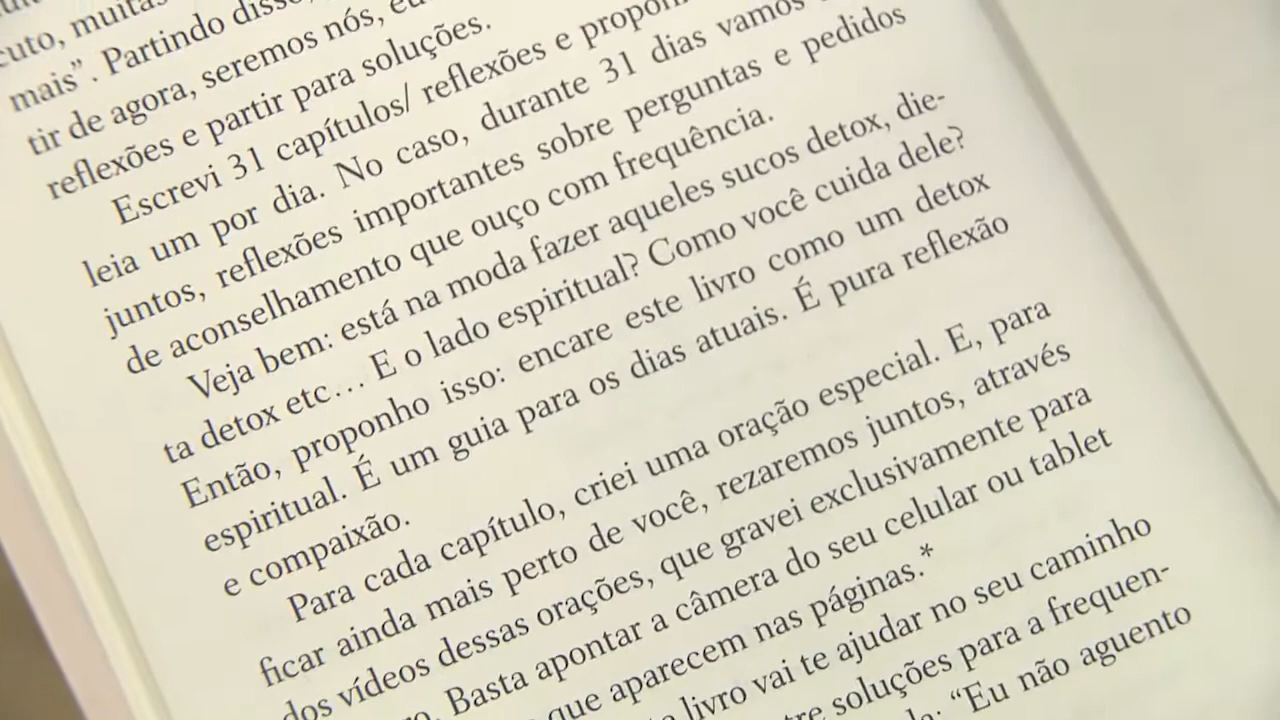 cuto, muitas
mais”. Partindo disso,
tir de agora, seremos nós, eu
reflexões e partir para soluções.
Escrevi 31 capítulos/ reflexões e
leia um por dia. No caso, durante 31 dias vamos
juntos, reflexões importantes sobre perguntas e pedidos
de aconselhamento que ouço com frequência.
Veja bem: está na moda fazer aqueles sucos detox, die-
ta detox etc… E o lado espiritual? Como você cuida dele?
Então, proponho isso: encare este livro como um detox
espiritual. É um guia para os dias atuais. É pura reflexão
e compaixão.
Para cada capítulo, criei uma oração especial. E, para
ficar ainda mais perto de você, rezaremos juntos, através
dos vídeos dessas orações, que gravei exclusivamente para
Basta apontar a câmera do seu celular ou tablet
que aparecem nas páginas.*
livro vai te ajudar no seu caminho
soluções para a frequen-
“Eu não aguento